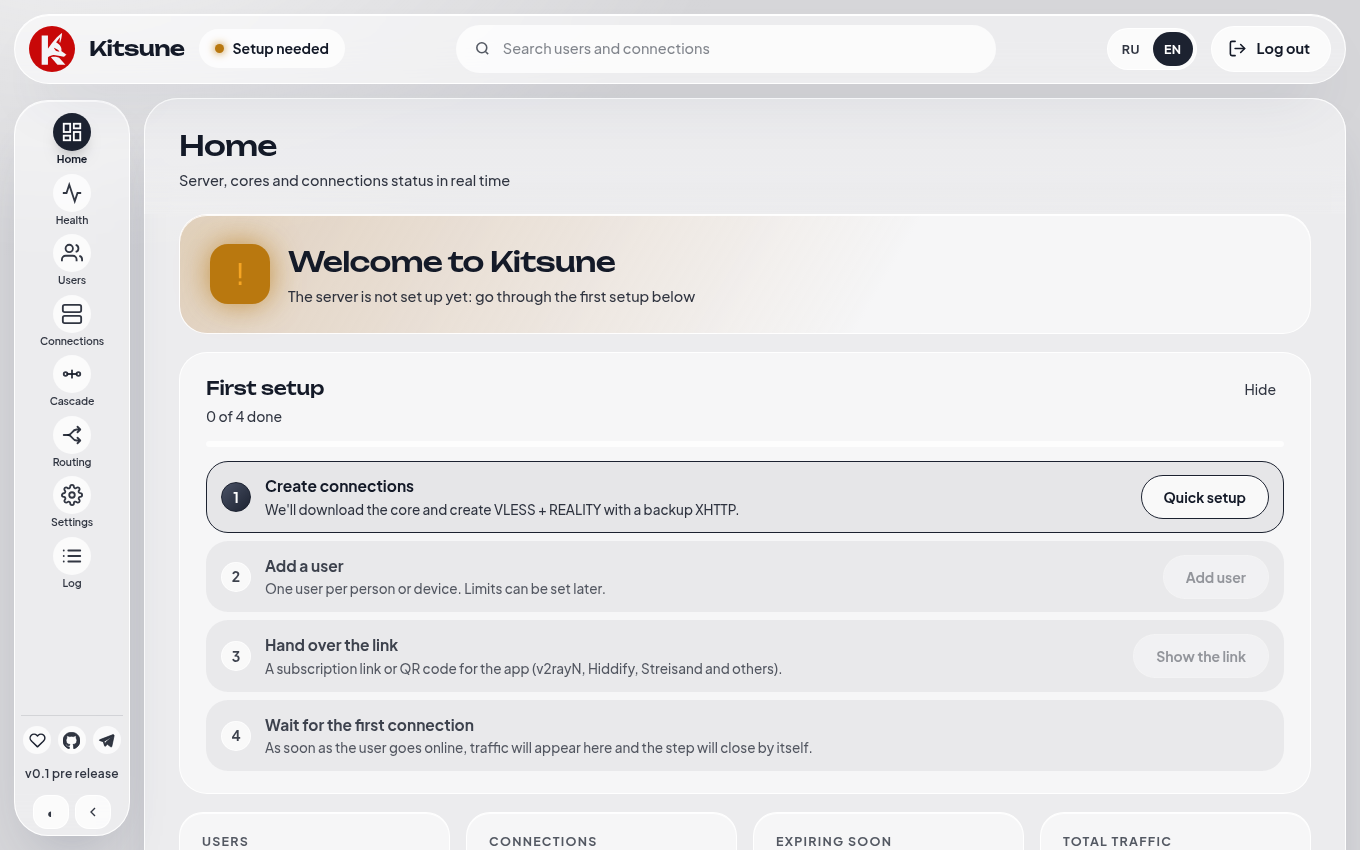 Kitsune
Setup needed
Search users and connections
RU
EN
Log out
Home
Health
Users
Connections
Cascade
Routing
Settings
Log
v0.1 pre release
Home
Server, cores and connections status in real time
!
Welcome to Kitsune
The server is not set up yet: go through the first setup below
First setup
Hide
0 of 4 done
1
Create connections
We'll download the core and create VLESS + REALITY with a backup XHTTP.
Quick setup
2
Add a user
One user per person or device. Limits can be set later.
Add user
3
Hand over the link
A subscription link or QR code for the app (v2rayN, Hiddify, Streisand and others).
Show the link
4
Wait for the first connection
As soon as the user goes online, traffic will appear here and the step will close by itself.
USERS
CONNECTIONS
EXPIRING SOON
TOTAL TRAFFIC